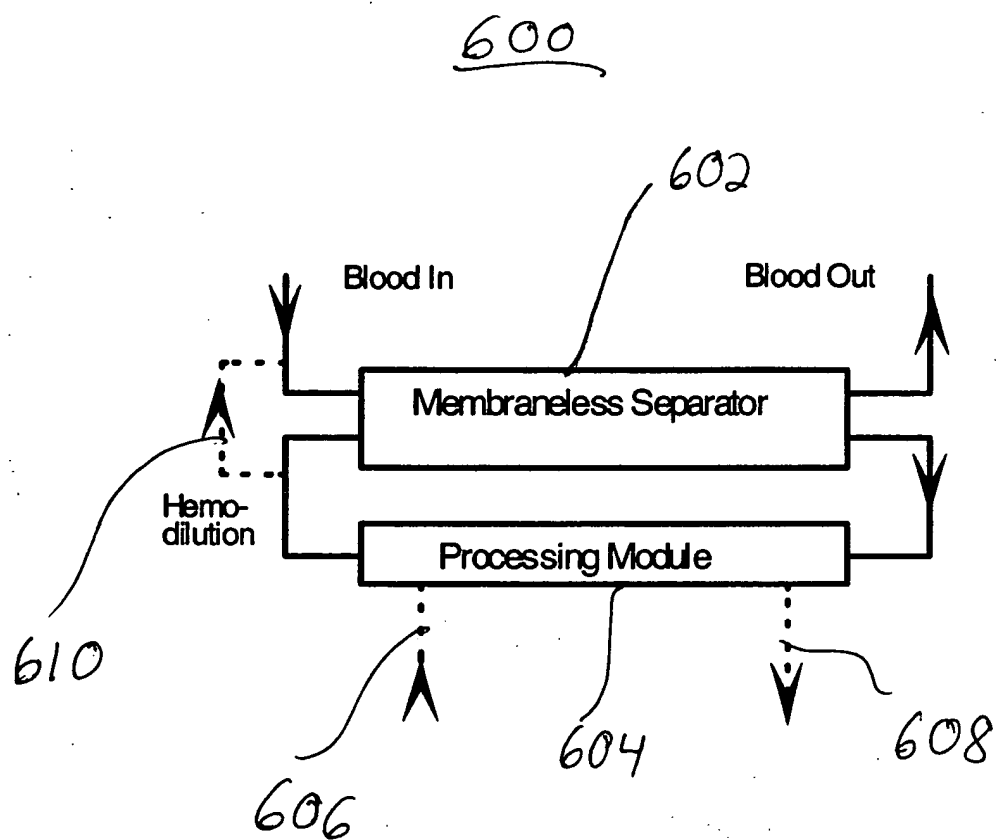 600
602
Blood In
Blood Out
Membraneless Separator
Hemo-
dilution
Processing Module
610
604
608
606